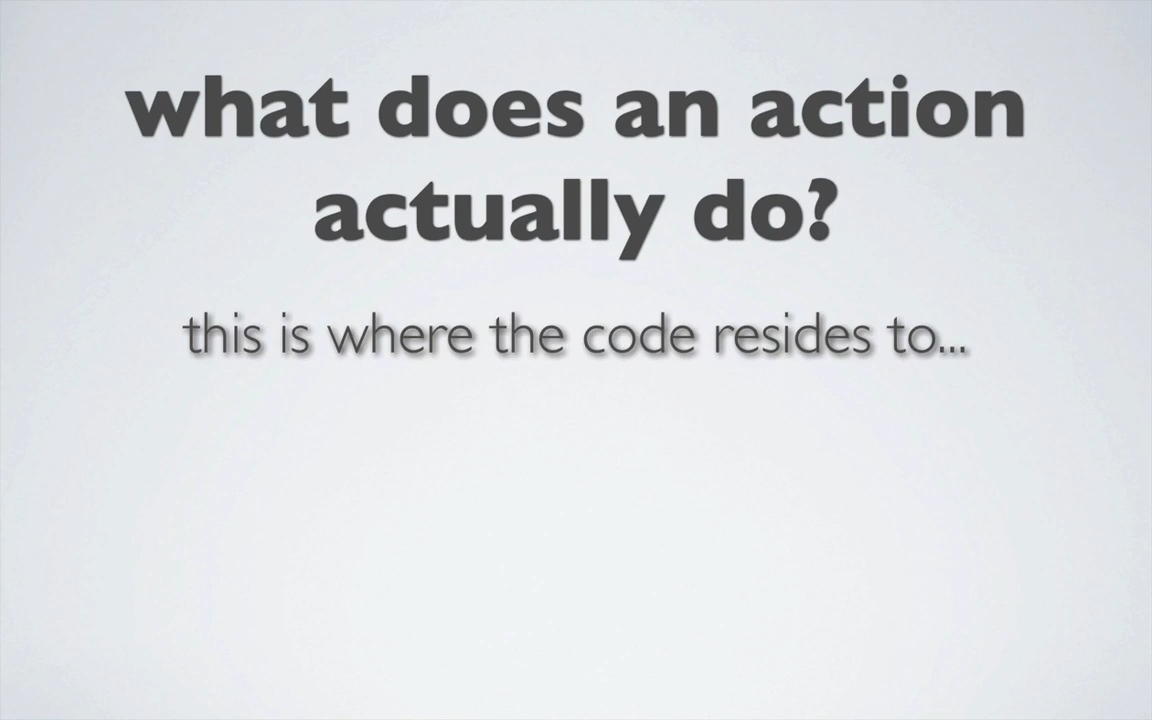 what does an action
actually do?
this is where the code resides to...